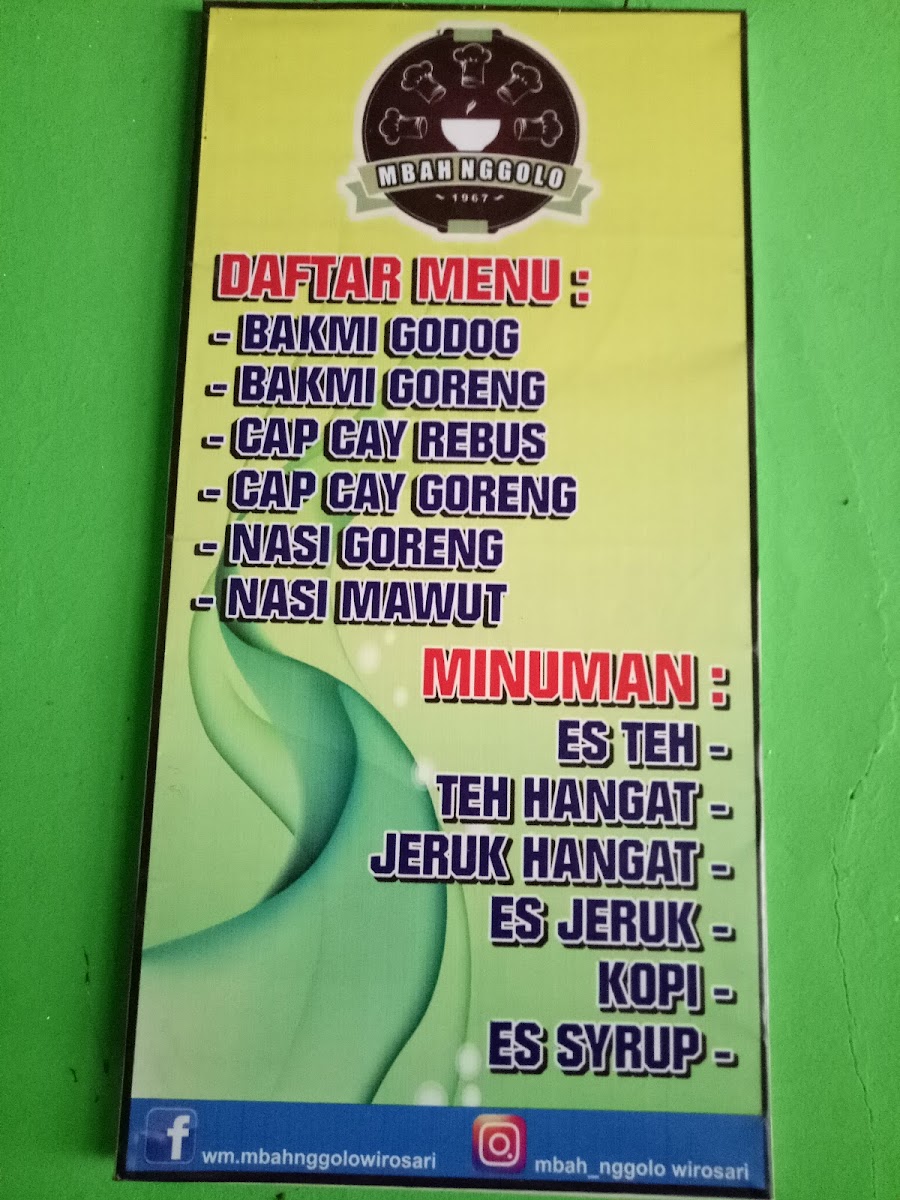 MBAH NGGOLO
~ 1967 ~
DAFTAR MENU :
- BAKMI GODOG
- BAKMI GORENG
- CAP CAY REBUS
- CAP CAY GORENG
- NASI GORENG
- NASI MAWUT
MINUMAN :
ES TEH -
TEH HANGAT -
JERUK HANGAT -
ES JERUK -
KOPI -
ES SYRUP -
f wm.mbahnggolowirosari
mbah_nggolo wirosari